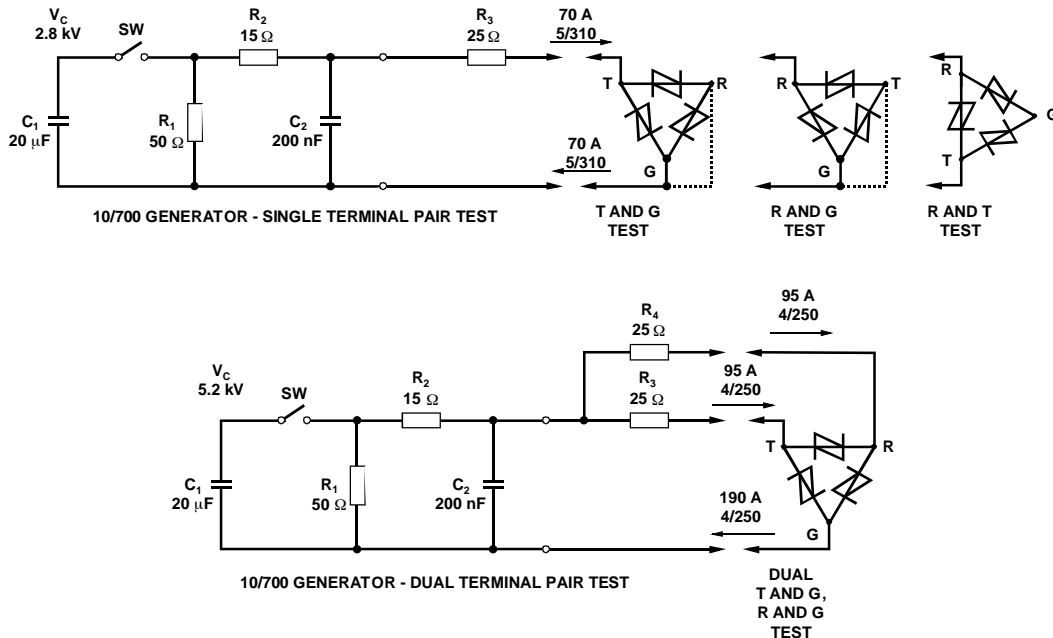 V_C
2.8 kV
SW
R₂
15 Ω
R₃
25 Ω
70 A
5/310
C₁
20 µF
R₁
50 Ω
C₂
200 nF
70 A
5/310
T
R
G
R
T
G
R
G
T
10/700 GENERATOR - SINGLE TERMINAL PAIR TEST
T AND G
TEST
R AND G
TEST
R AND T
TEST
95 A
4/250
R₄
25 Ω
V_C
5.2 kV
SW
R₂
15 Ω
R₃
25 Ω
95 A
4/250
T
R
C₁
20 µF
R₁
50 Ω
C₂
200 nF
190 A
4/250
G
10/700 GENERATOR - DUAL TERMINAL PAIR TEST
DUAL
T AND G,
R AND G
TEST